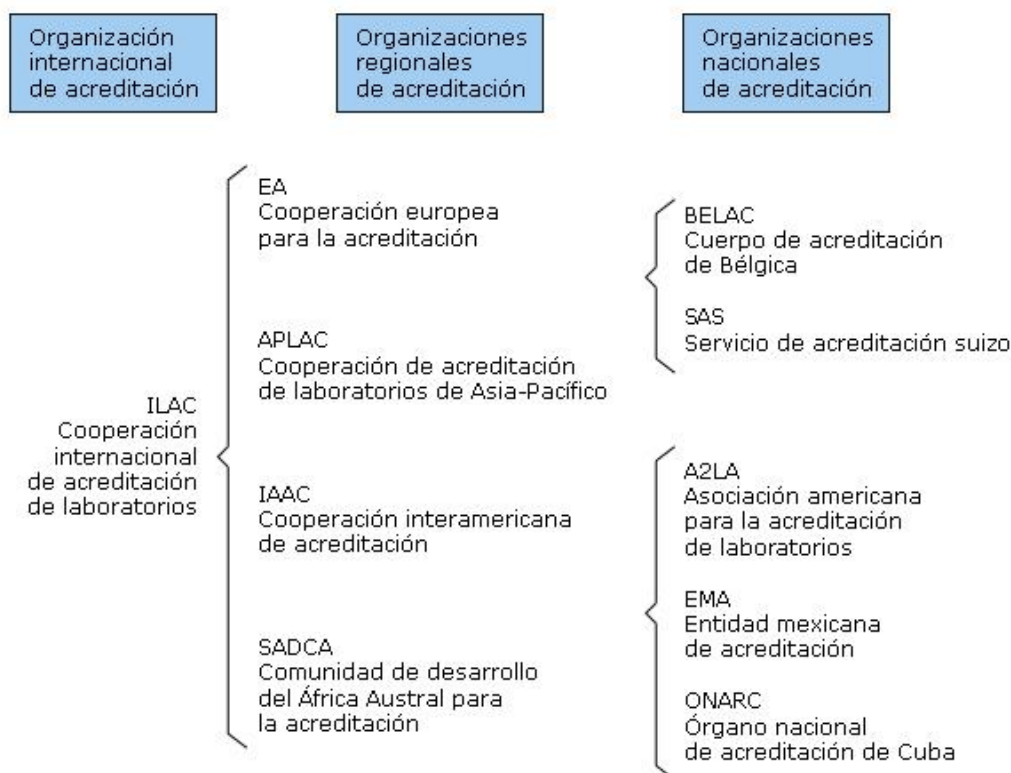 Organización
internacional
de acreditación
Organizaciones
regionales
de acreditación
Organizaciones
nacionales
de acreditación
ILAC
Cooperación
internacional
de acreditación
de laboratorios
EA
Cooperación europea
para la acreditación
APLAC
Cooperación de acreditación
de laboratorios de Asia-Pacífico
IAAC
Cooperación interamericana
de acreditación
SADCA
Comunidad de desarrollo
del África Austral para
la acreditación
BELAC
Cuerpo de acreditación
de Bélgica
SAS
Servicio de acreditación suizo
A2LA
Asociación americana
para la acreditación
de laboratorios
EMA
Entidad mexicana
de acreditación
ONARC
Órgano nacional
de acreditación de Cuba